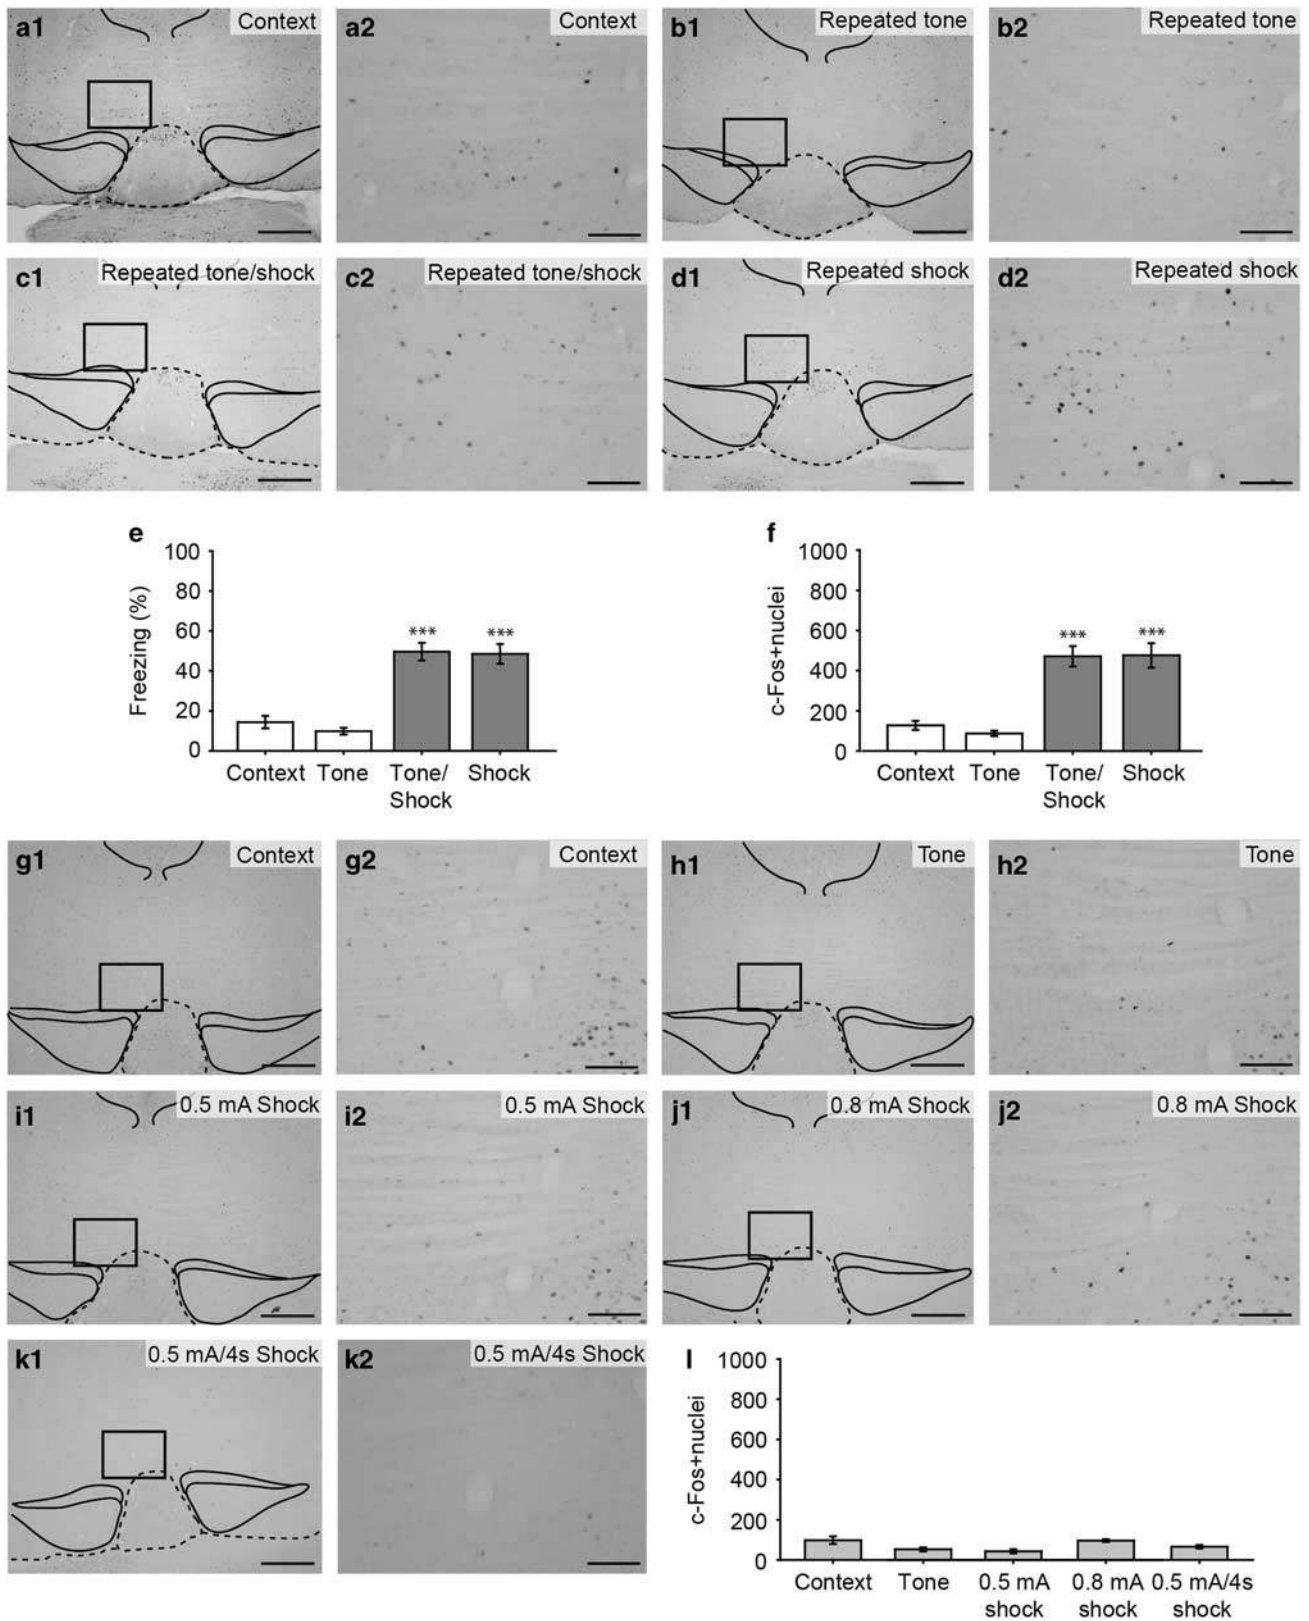 a1 Context a2 Context b1 Repeated tone b2 Repeated tone
c1 Repeated tone/shock c2 Repeated tone/shock d1 Repeated shock d2 Repeated shock
e
Freezing (%)
100
80
60
40
20
0
*** ***
Context Tone Tone/ Shock
Shock
f
c-Fos+nuclei
1000
800
600
400
200
0
*** ***
Context Tone Tone/ Shock
Shock
g1 Context g2 Context h1 Tone h2 Tone
i1 0.5 mA Shock i2 0.5 mA Shock j1 0.8 mA Shock j2 0.8 mA Shock
k1 0.5 mA/4s Shock k2 0.5 mA/4s Shock
l
c-Fos+nuclei
1000
800
600
400
200
0
Context Tone 0.5 mA 0.8 mA 0.5 mA/4s
shock shock shock